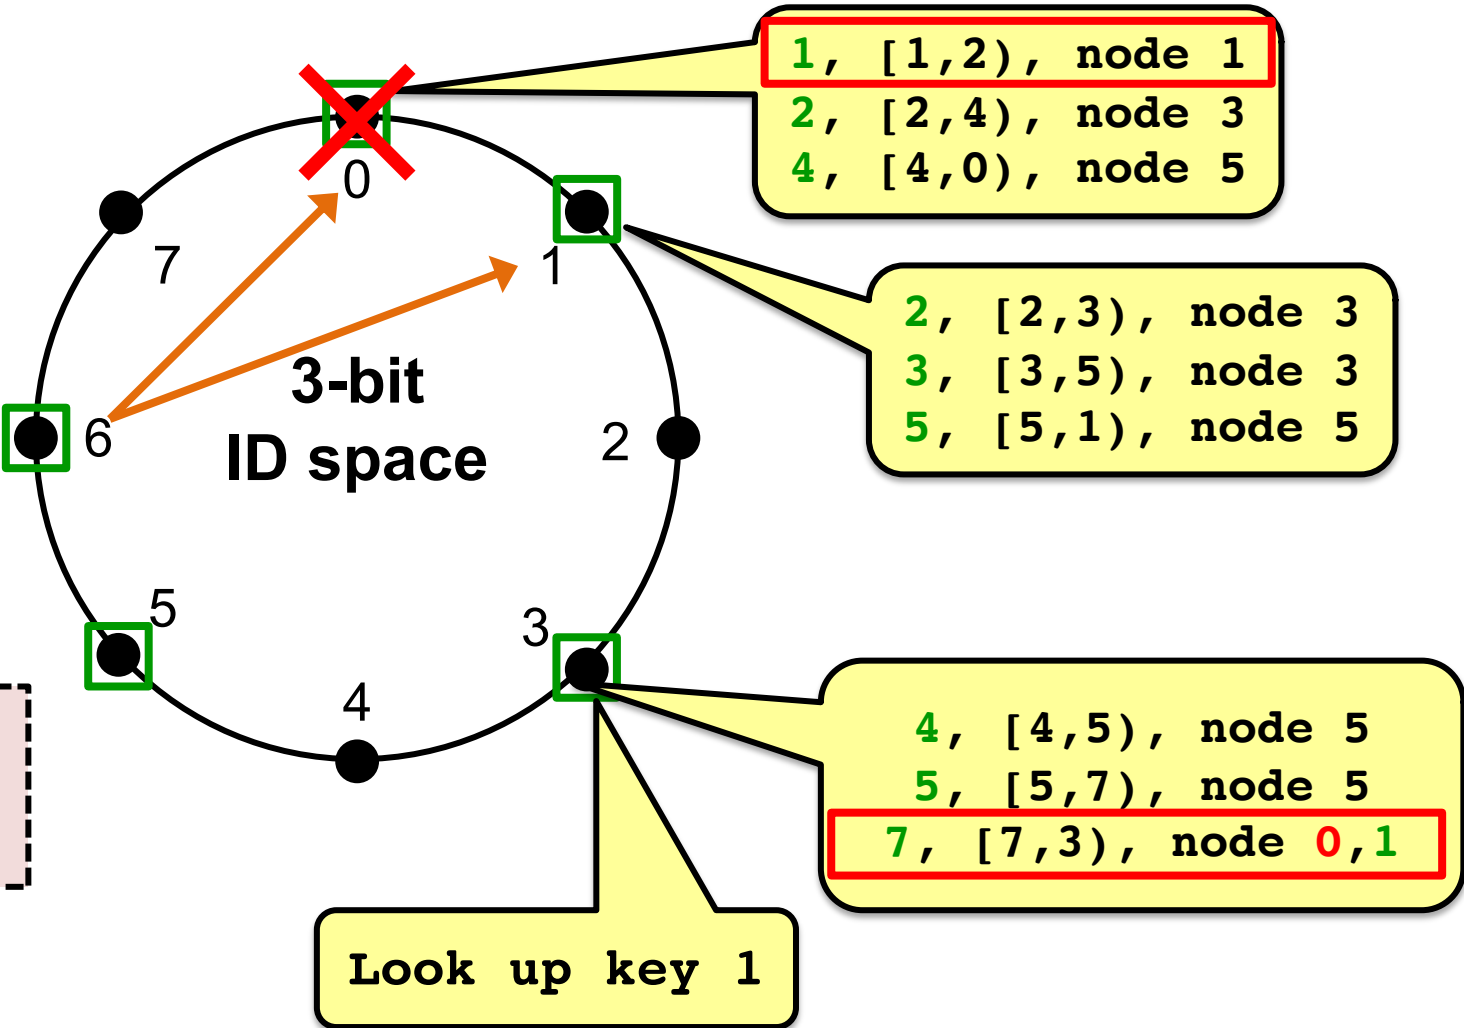 1, [1,2), node 1
2, [2,4), node 3
4, [4,0), node 5
0
7
1
2, [2,3), node 3
3, [3,5), node 3
5, [5,1), node 5
3-bit
ID space
6
2
5
3
4
4, [4,5), node 5
5, [5,7), node 5
7, [7,3), node 0,1
Look up key 1